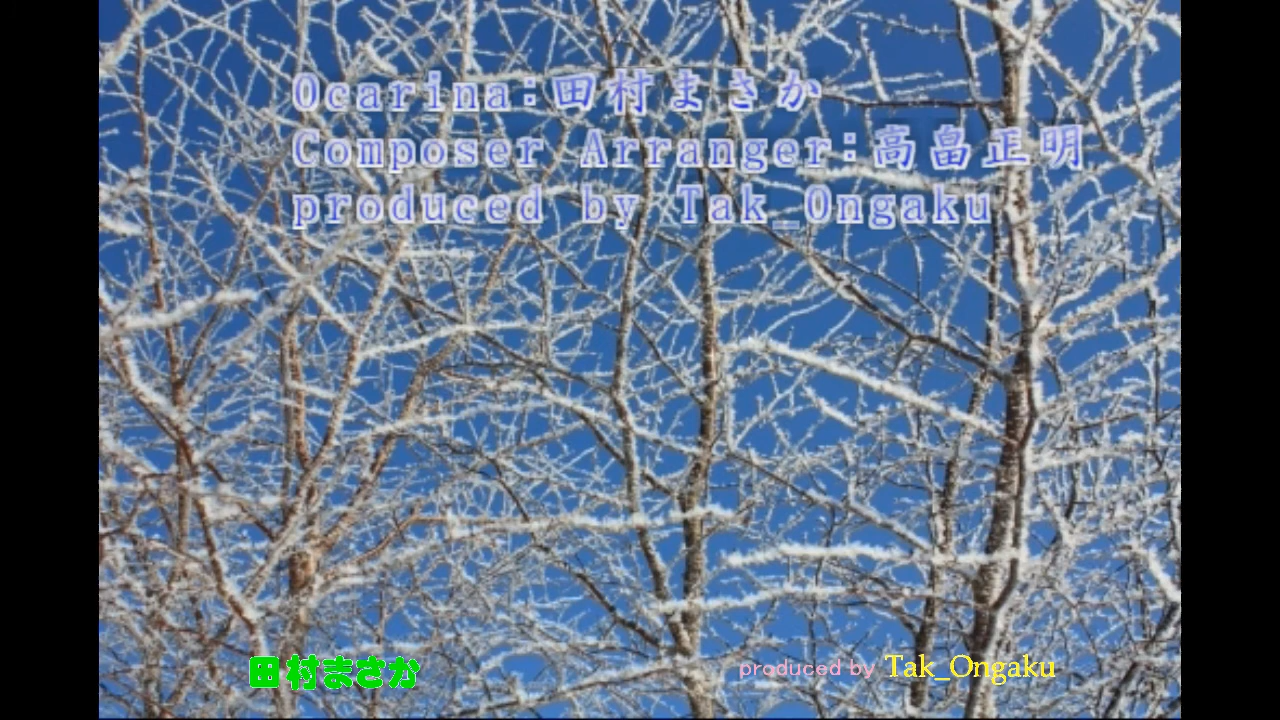 Ocarina:田村まさか
Composer Arranger:高畠正明
produced by Tak_Ongaku
田村まさか
produced by Tak_Ongaku